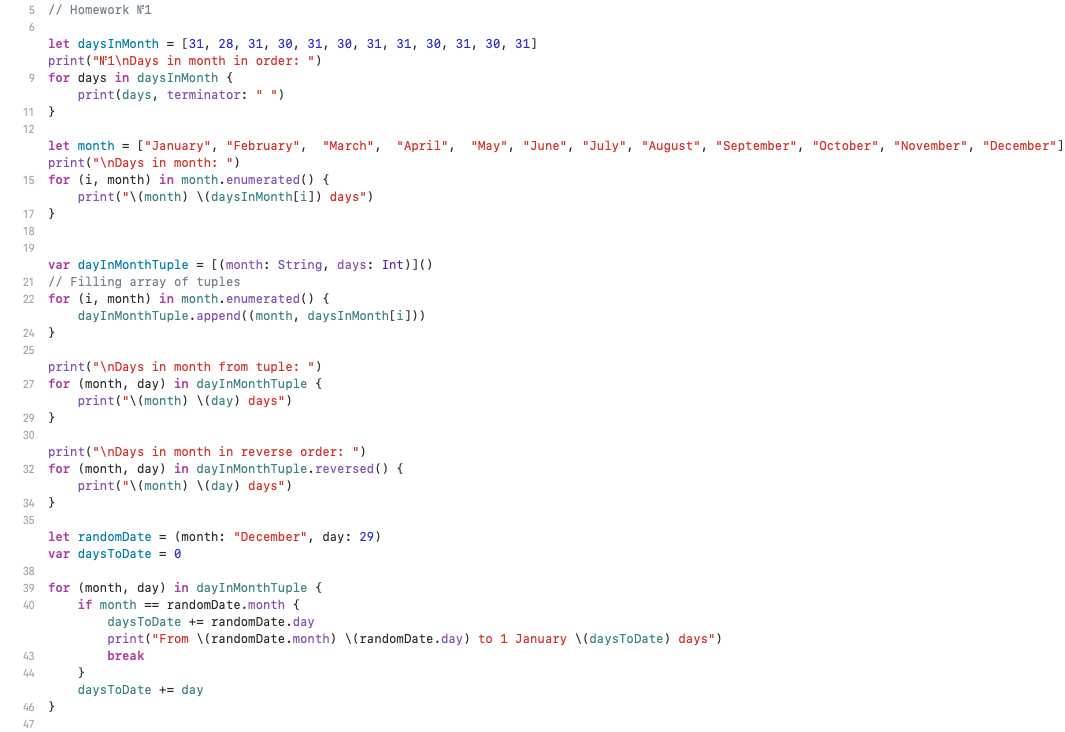 5 // Homework №1
6
let daysInMonth = [31, 28, 31, 30, 31, 30, 31, 31, 30, 31, 30, 31]
print("№1\nDays in month in order: ")
9 for days in daysInMonth {
print(days, terminator: " ")
11 }
12
let month = ["January", "February",  "March",  "April",  "May", "June", "July", "August", "September", "October", "November", "December"]
print("\nDays in month: ")
15 for (i, month) in month.enumerated() {
print("\(month) \(daysInMonth[i]) days")
17 }
18
19
var dayInMonthTuple = [(month: String, days: Int)]()
21 // Filling array of tuples
22 for (i, month) in month.enumerated() {
dayInMonthTuple.append((month, daysInMonth[i]))
24 }
25
print("\nDays in month from tuple: ")
27 for (month, day) in dayInMonthTuple {
print("\(month) \(day) days")
29 }
30
print("\nDays in month in reverse order: ")
32 for (month, day) in dayInMonthTuple.reversed() {
print("\(month) \(day) days")
34 }
35
let randomDate = (month: "December", day: 29)
var daysToDate = 0
38
39 for (month, day) in dayInMonthTuple {
40 if month == randomDate.month {
daysToDate += randomDate.day
print("From \(randomDate.month) \(randomDate.day) to 1 January \(daysToDate) days")
43 break
44 }
daysToDate += day
46 }
47